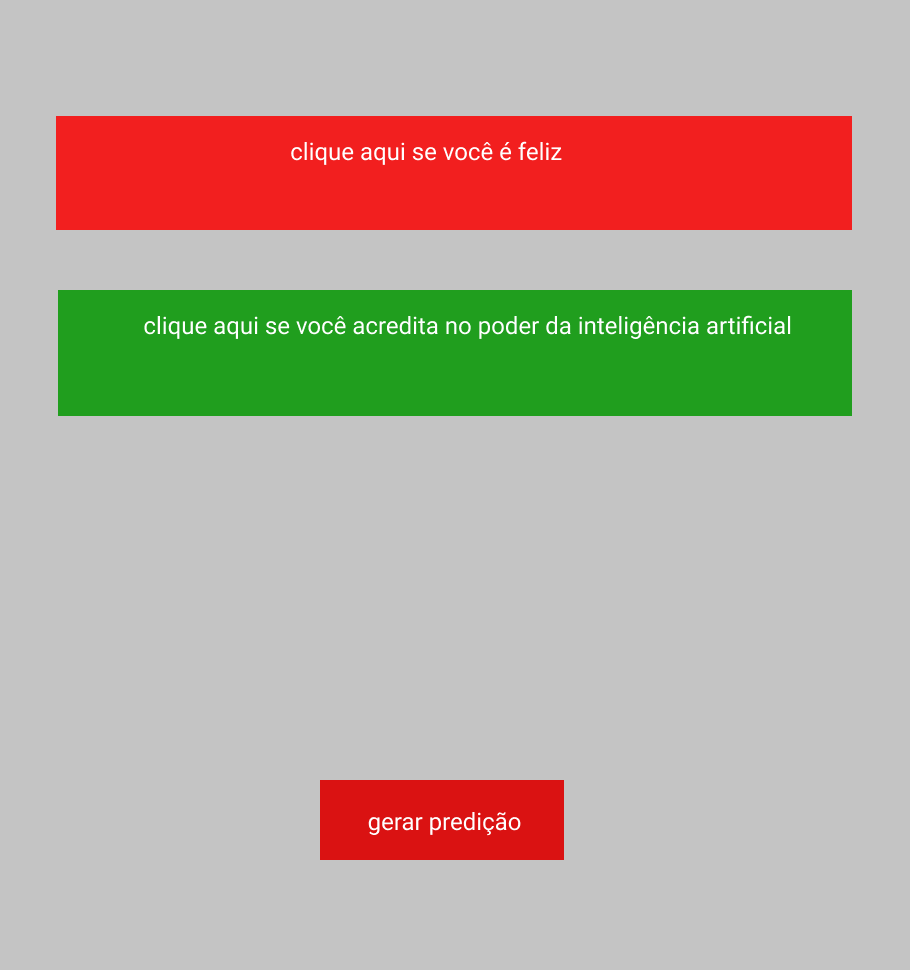 clique aqui se você é feliz
clique aqui se você acredita no poder da inteligência artificial
gerar predição